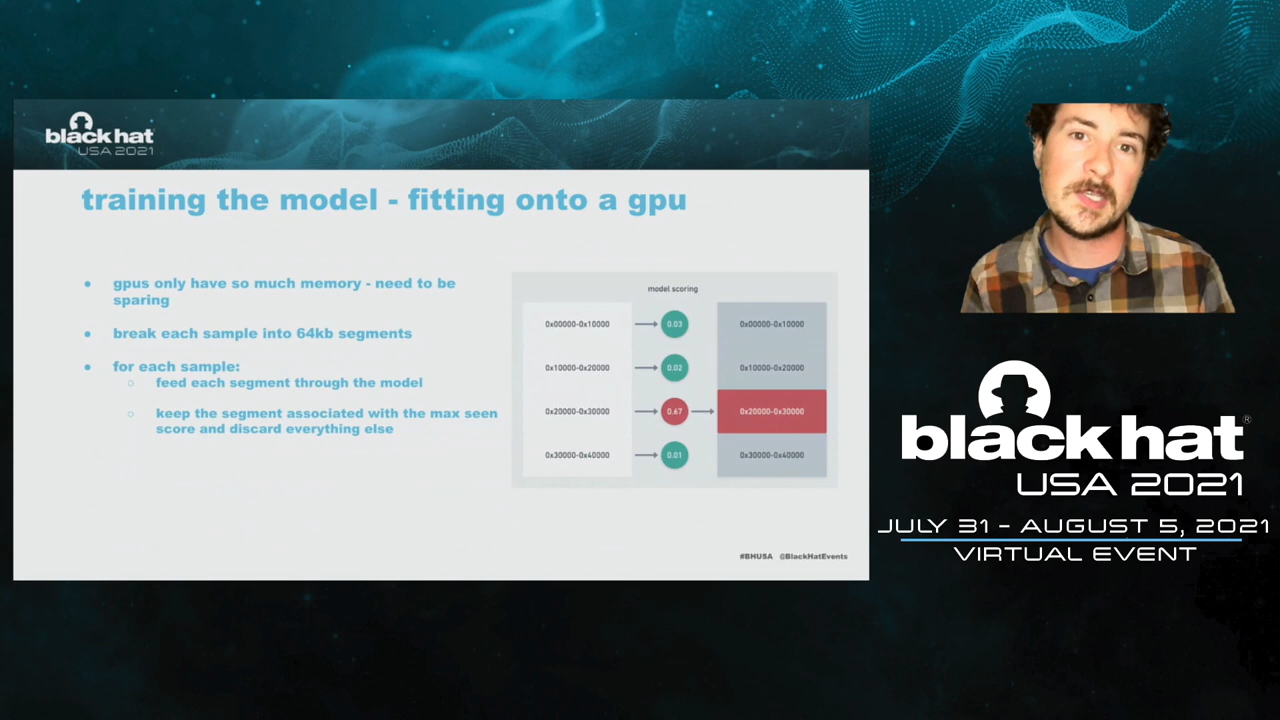 black hat
USA 2021
training the model - fitting onto a gpu
● gpus only have so much memory - need to be
sparing
● break each sample into 64kb segments
● for each sample:
○ feed each segment through the model
○ keep the segment associated with the max seen
score and discard everything else
model scoring
0x00000-0x10000 0.03 0x00000-0x10000
0x10000-0x20000 0.02 0x10000-0x20000
0x20000-0x30000 0.67 0x20000-0x30000
0x30000-0x40000 0.01 0x30000-0x40000
#BHUSA @BlackHatEvents
black hat®
USA 2021
JULY 31 - AUGUST 5, 2021
VIRTUAL EVENT